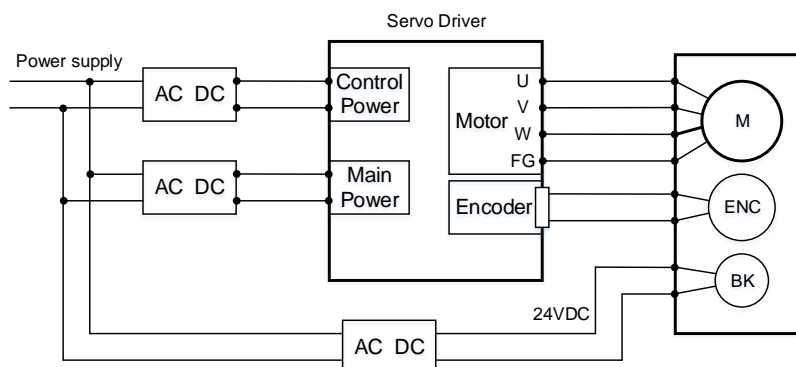 Servo Driver
Power supply
AC DC
Control
Power
Motor
U
V
W
FG
M
AC DC
Main
Power
Encoder
ENC
BK
24VDC
AC DC